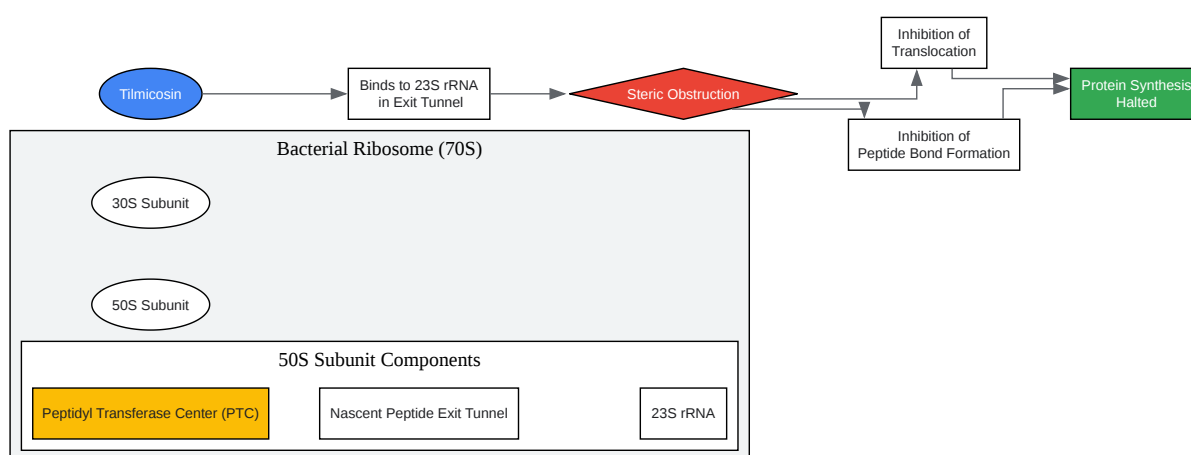 Inhibition of
Translocation
Tilmicosin
Binds to 23S rRNA
in Exit Tunnel
Steric Obstruction
Protein Synthesis
Halted
Inhibition of
Peptide Bond Formation
Bacterial Ribosome (70S)
30S Subunit
50S Subunit
50S Subunit Components
Peptidyl Transferase Center (PTC)
Nascent Peptide Exit Tunnel
23S rRNA